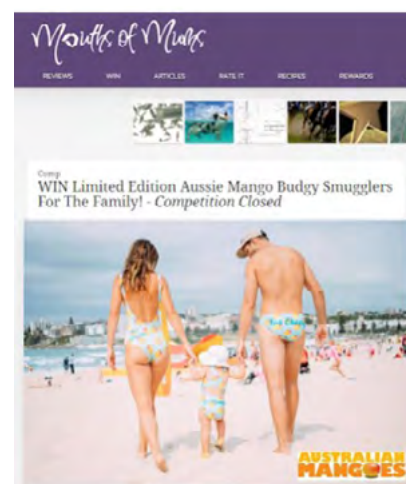 Mouths of Mums
REVIEWS WIN ARTICLES RATE IT RECIPES REWARDS
Comp
WIN Limited Edition Aussie Mango Budgy Smugglers
For The Family! - Competition Closed
AUSTRALIAN
MANGOES